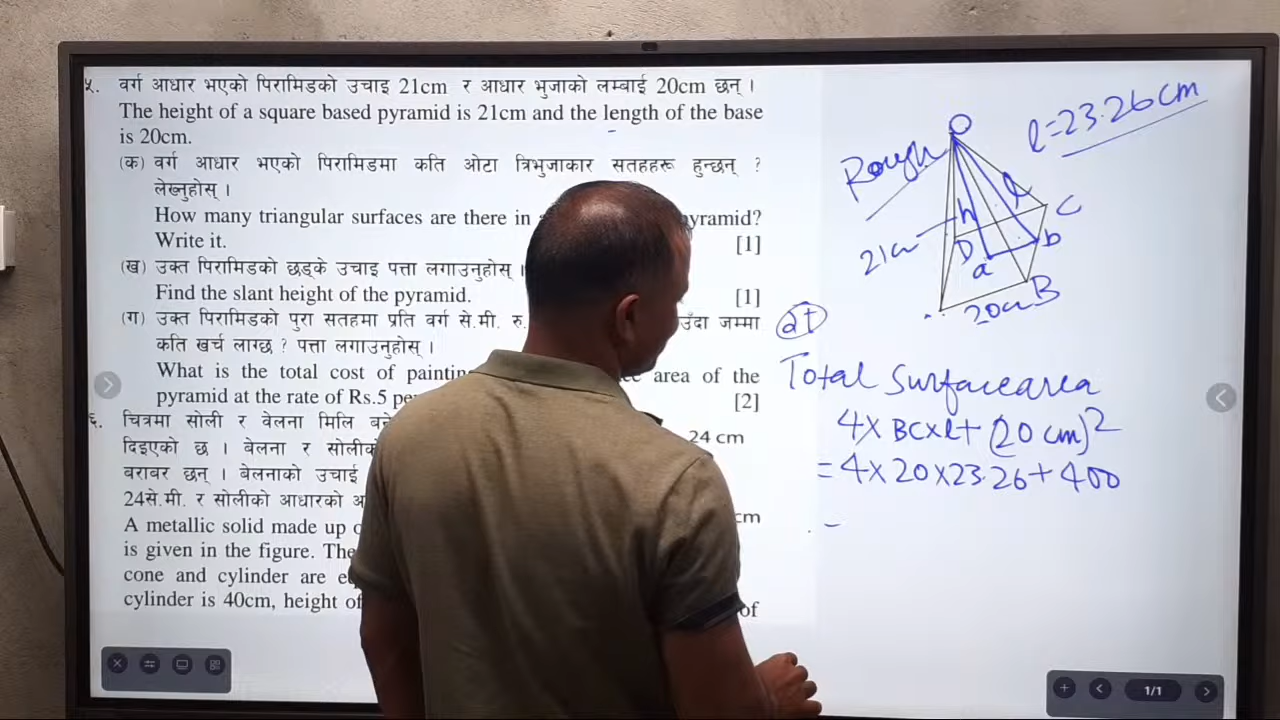 ५. वर्ग आधार भएको पिरामिडको उचाइ 21cm र आधार भुजाको लम्बाई 20cm छन् ।
The height of a square based pyramid is 21cm and the length of the base
is 20cm.
(क) वर्ग आधार भएको पिरामिडमा कति ओटा त्रिभुजाकार सतहहरू हुन्छन् ?
लेख्नुहोस् ।
How many triangular surfaces are there in pyramid?
Write it. [1]
(ख) उक्त पिरामिडको छड्के उचाइ पत्ता लगाउनुहोस् ।
Find the slant height of the pyramid. [1]
(ग) उक्त पिरामिडको पुरा सतहमा प्रति वर्ग से.मी. रु. जम्मा
कति खर्च लाग्छ ? पत्ता लगाउनुहोस् ।
What is the total cost of area of the
pyramid at the rate of Rs.5 [2]
६. चित्रमा सोली र वेलना मिलि
दिइएको छ । बेलना र
बराबर छन् । बेलनाको उचाई
24से.मी. र सोलीको आधारको
A metallic solid made up
is given in the figure. The
cone and cylinder are
cylinder is 40cm, height of
24 cm
cm
of
Rough
l=23.26cm
h
l
C
21cm
D
b
a
B
20cm
Total surface area
4×BC×l+(20 cm)2
=4×20×23.26+400
=
1/1